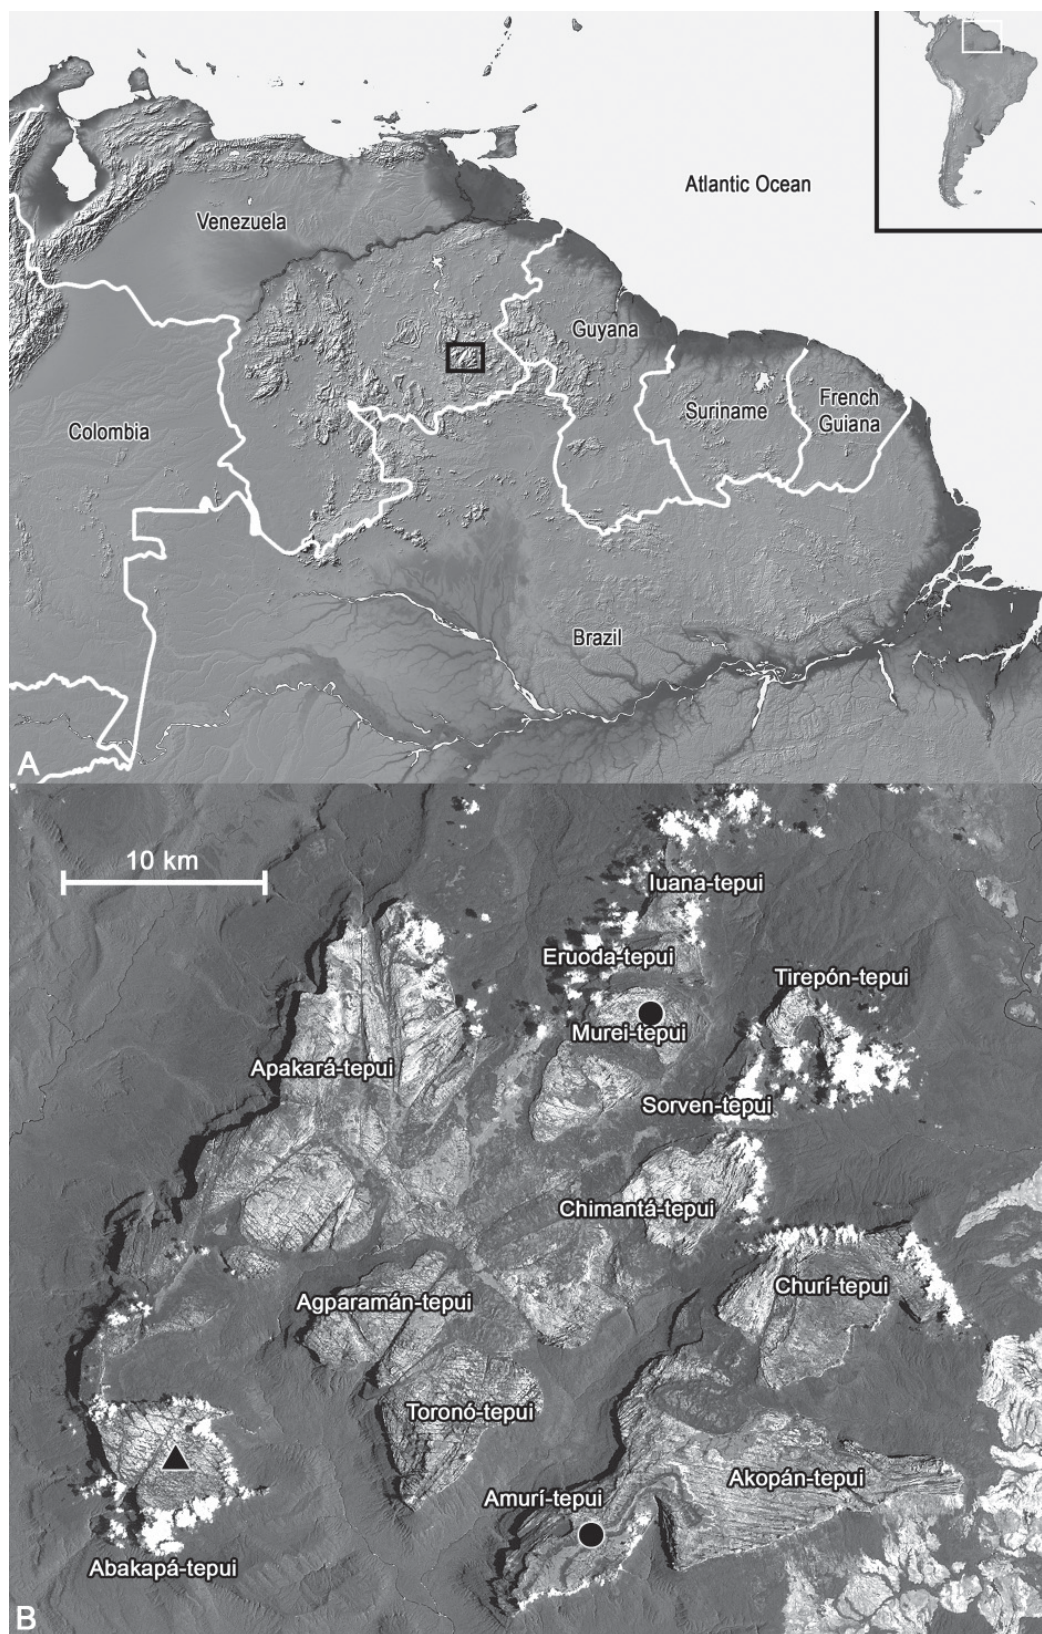 Atlantic Ocean
Venezuela
Guyana
French
Guiana
Suriname
Colombia
Brazil
A
10 km
Iuana-tepui
Eruoda-tepui
Tirepón-tepui
Murei-tepui
Apakará-tepui
Sorven-tepui
Chimantá-tepui
Churí-tepui
Agparamán-tepui
Toronó-tepui
Akopán-tepui
Amurí-tepui
Abakapá-tepui
B